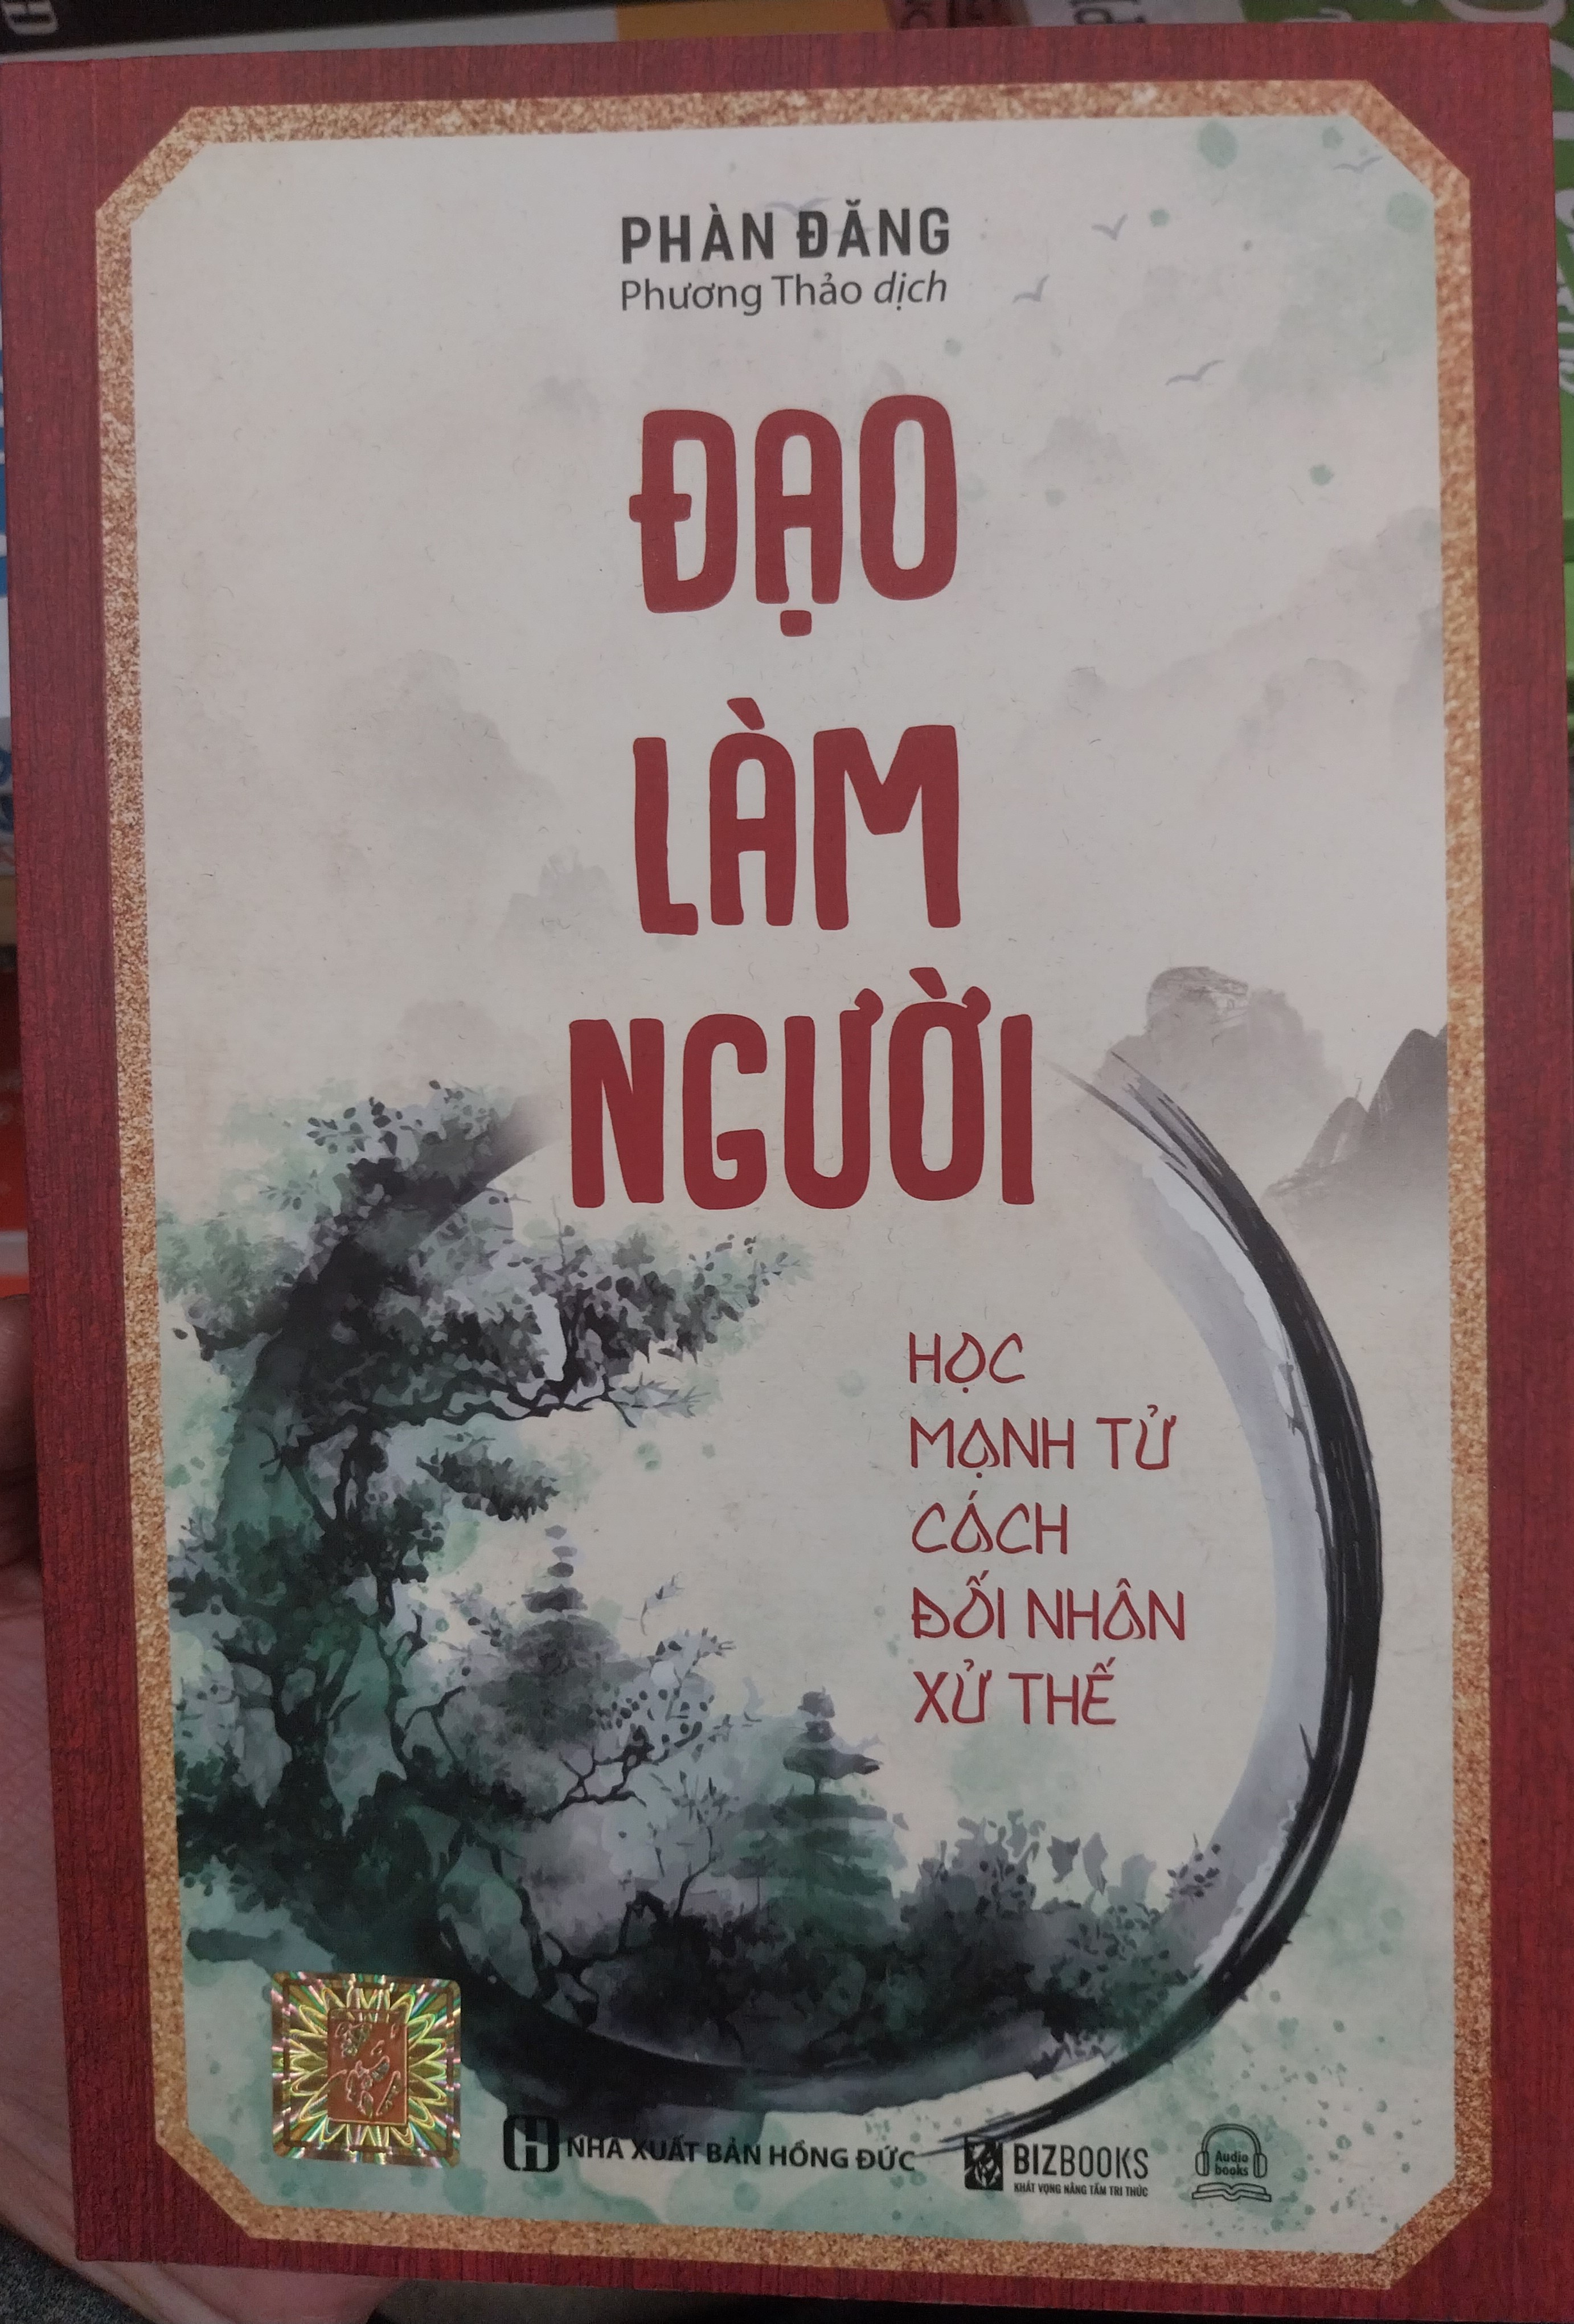 PHÀN ĐĂNG
Phương Thảo dịch
ĐẠO
LÀM
NGƯỜI
HỌC
MẠNH TỬ
CÁCH
ĐỐI NHÂN
XỬ THẾ
NHÀ XUẤT BẢN HỒNG ĐỨC
BIZBOOKS
KHÁT VỌNG NÂNG TẦM TRI THỨC
Audio
books